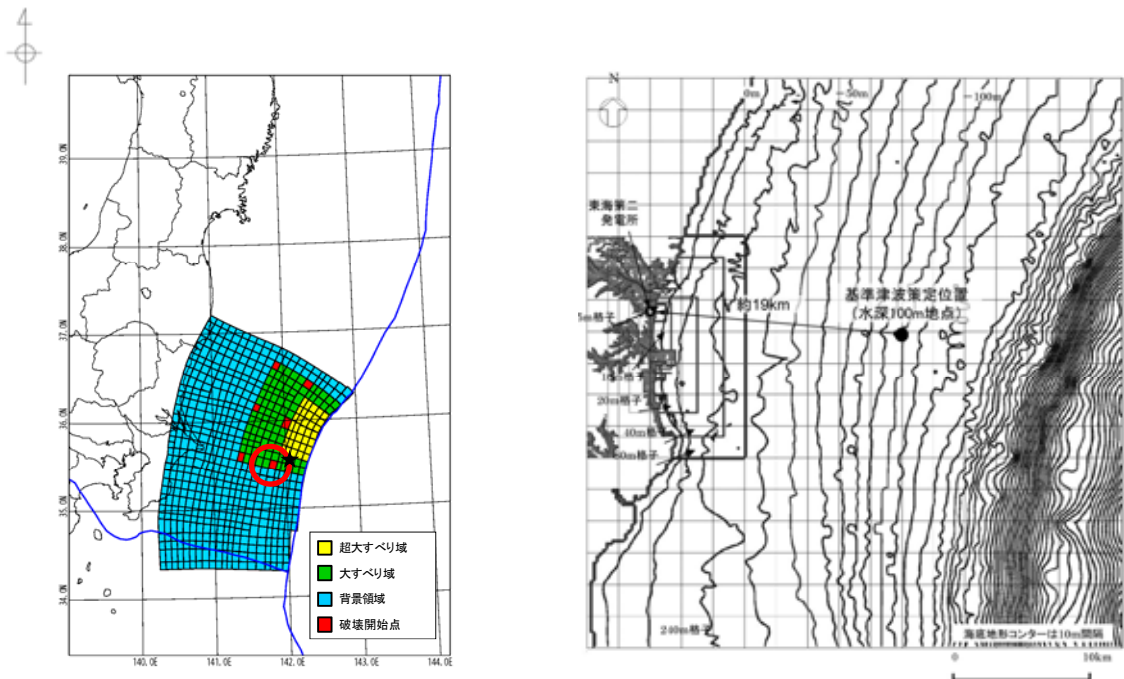 39.0N
38.0N
37.0N
36.0N
35.0N
34.0N
140.0E
141.0E
142.0E
143.0E
144.0E
超大すべり域
大すべり域
背景領域
破壊開始点
N
0m
-50m
-100m
東海第二
発電所
約19km
基準津波策定位置
(水深100m地点)
5m格子
20m格子
40m格子
80m格子
240m格子
海底地形コンターは10m間隔
0
10km